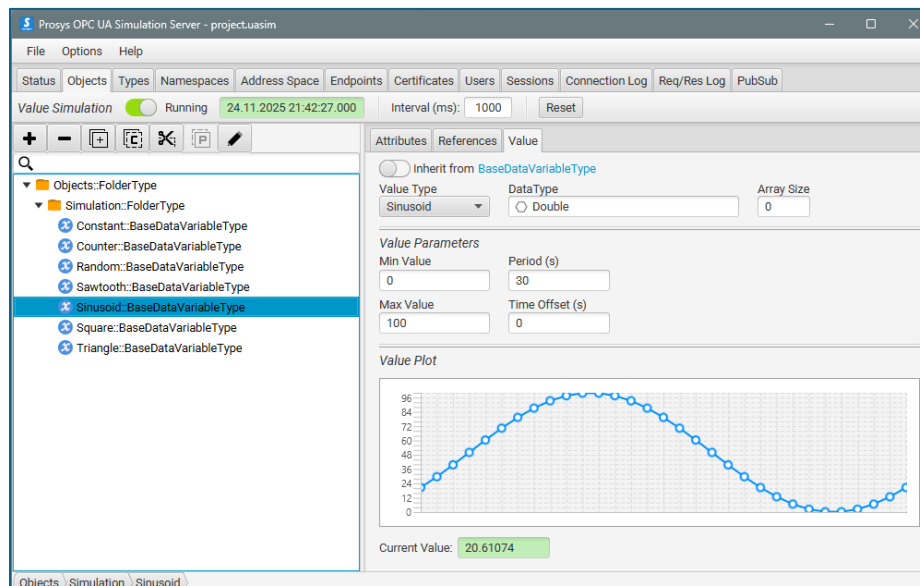 Prosys OPC UA Simulation Server - project.uasim
File Options Help
Status Objects Types Namespaces Address Space Endpoints Certificates Users Sessions Connection Log Req/Res Log PubSub
Value Simulation Running 24.11.2025 21:42:27.000 Interval (ms): 1000 Reset
Attributes References Value
Inherit from BaseDataVariableType
Value Type DataType Array Size
Sinusoid Double 0
Value Parameters
Min Value Period (s)
0 30
Max Value Time Offset (s)
100 0
Value Plot
96
84
72
60
48
36
24
12
0
Current Value: 20.61074
Objects::FolderType
Simulation::FolderType
Constant::BaseDataVariableType
Counter::BaseDataVariableType
Random::BaseDataVariableType
Sawtooth::BaseDataVariableType
Sinusoid::BaseDataVariableType
Square::BaseDataVariableType
Triangle::BaseDataVariableType
Objects Simulation Sinusoid